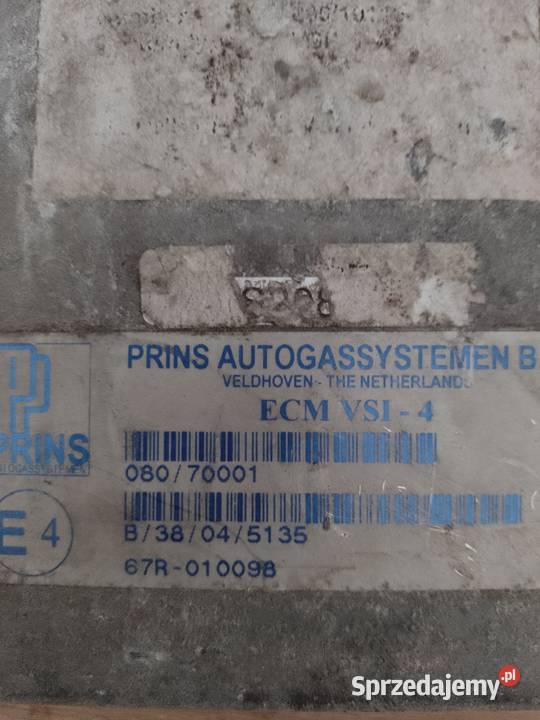 PRINS AUTOGASSYSTEMEN B
VELDHOVEN - THE NETHERLANDS
ECM VSI - 4
PRINS
AUTOGASSYSTEMEN
080/70001
B/38/04/5135
E 4
67R-010098
Sprzedajemy.pl